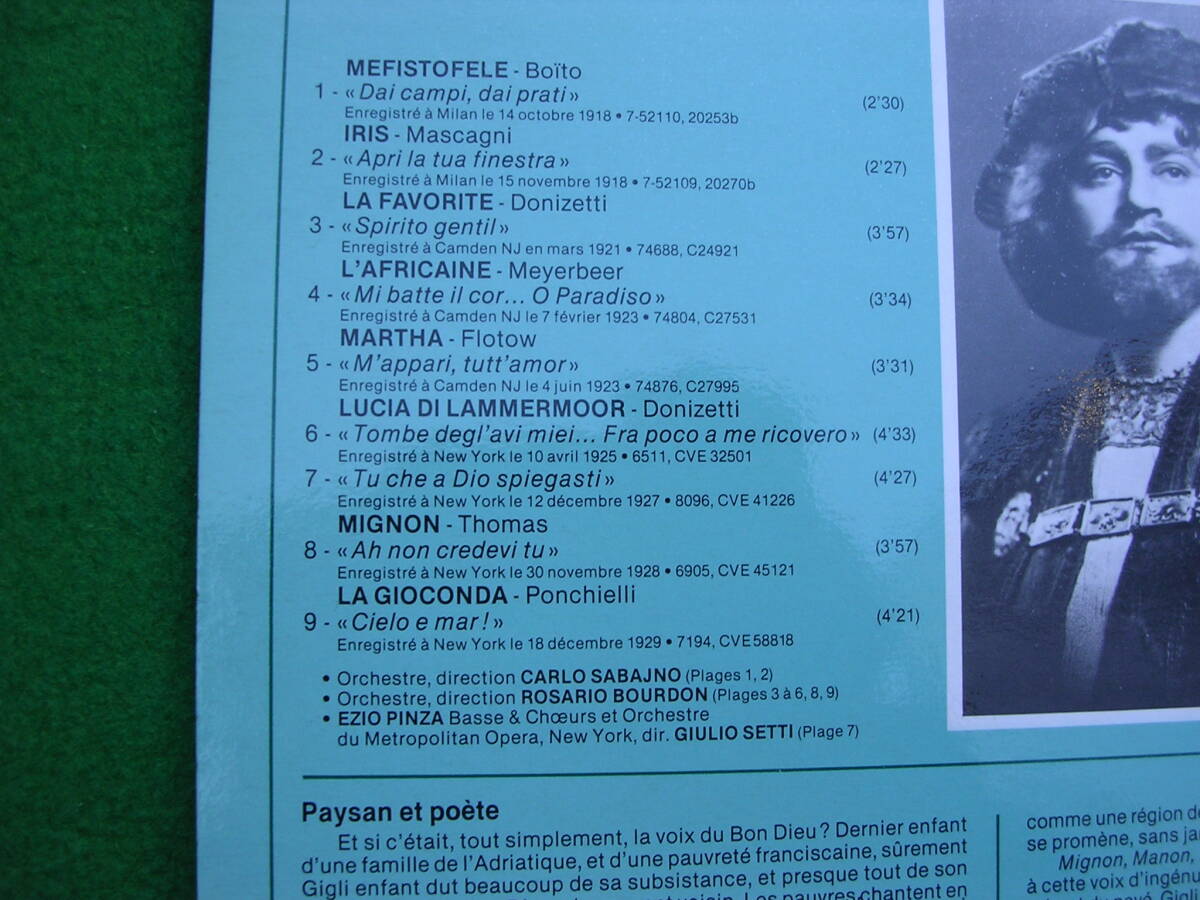 MEFISTOFELE - Boïto
1 - « Dai campi, dai prati » (2'30)
Enregistré à Milan le 14 octobre 1918 • 7-52110, 20253b
IRIS - Mascagni
2 - « Apri la tua finestra » (2'27)
Enregistré à Milan le 15 novembre 1918 • 7-52109, 20270b
LA FAVORITE - Donizetti
3 - « Spirito gentil » (3'57)
Enregistré à Camden NJ en mars 1921 • 74688, C24921
L'AFRICAINE - Meyerbeer
4 - « Mi batte il cor... O Paradiso » (3'34)
Enregistré à Camden NJ le 7 février 1923 • 74804, C27531
MARTHA - Flotow
5 - « M'appari, tutt'amor » (3'31)
Enregistré à Camden NJ le 4 juin 1923 • 74876, C27995
LUCIA DI LAMMERMOOR - Donizetti
6 - « Tombe degl'avi miei... Fra poco a me ricovero » (4'33)
Enregistré à New York le 10 avril 1925 • 6511, CVE 32501
7 - « Tu che a Dio spiegasti » (4'27)
Enregistré à New York le 12 décembre 1927 • 8096, CVE 41226
MIGNON - Thomas
8 - « Ah non credevi tu » (3'57)
Enregistré à New York le 30 novembre 1928 • 6905, CVE 45121
LA GIOCONDA - Ponchielli
9 - « Cielo e mar ! » (4'21)
Enregistré à New York le 18 décembre 1929 • 7194, CVE58818
• Orchestre, direction CARLO SABAJNO (Plages 1, 2)
• Orchestre, direction ROSARIO BOURDON (Plages 3 à 6, 8, 9)
• EZIO PINZA Basse & Chœurs et Orchestre
du Metropolitan Opera, New York, dir. GIULIO SETTI (Plage 7)
Paysan et poète
Et si c'était, tout simplement, la voix du Bon Dieu ? Dernier enfant
d'une famille de l'Adriatique, et d'une pauvreté franciscaine, sûrement
Gigli enfant dut beaucoup de sa subsistance, et presque tout de son
voisin. Les pauvres chantent en
comme une région de
se promène, sans
Mignon, Manon,
à cette voix d'ingénu
Gigli